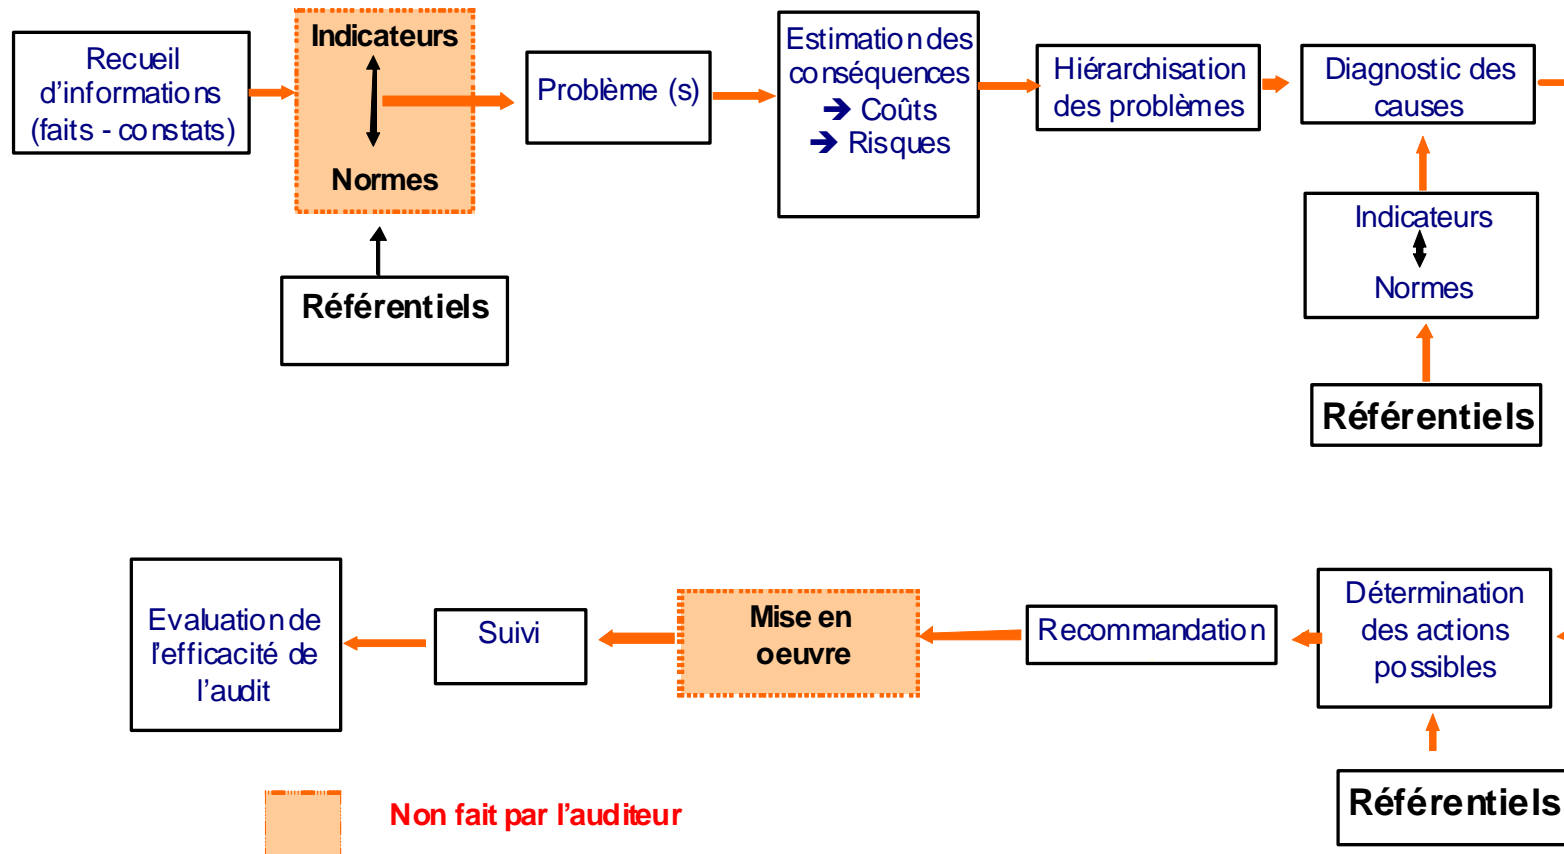 Recueil
d'informations
(faits - constats)
Indicateurs
Normes
Référentiels
Problème (s)
Estimation des
conséquences
➔ Coûts
➔ Risques
Hiérarchisation
des problèmes
Diagnostic des
causes
Indicateurs
Normes
Référentiels
Détermination
des actions
possibles
Référentiels
Recommandation
Mise en
oeuvre
Suivi
Evaluation de
l'efficacité de
l'audit
Non fait par l'auditeur